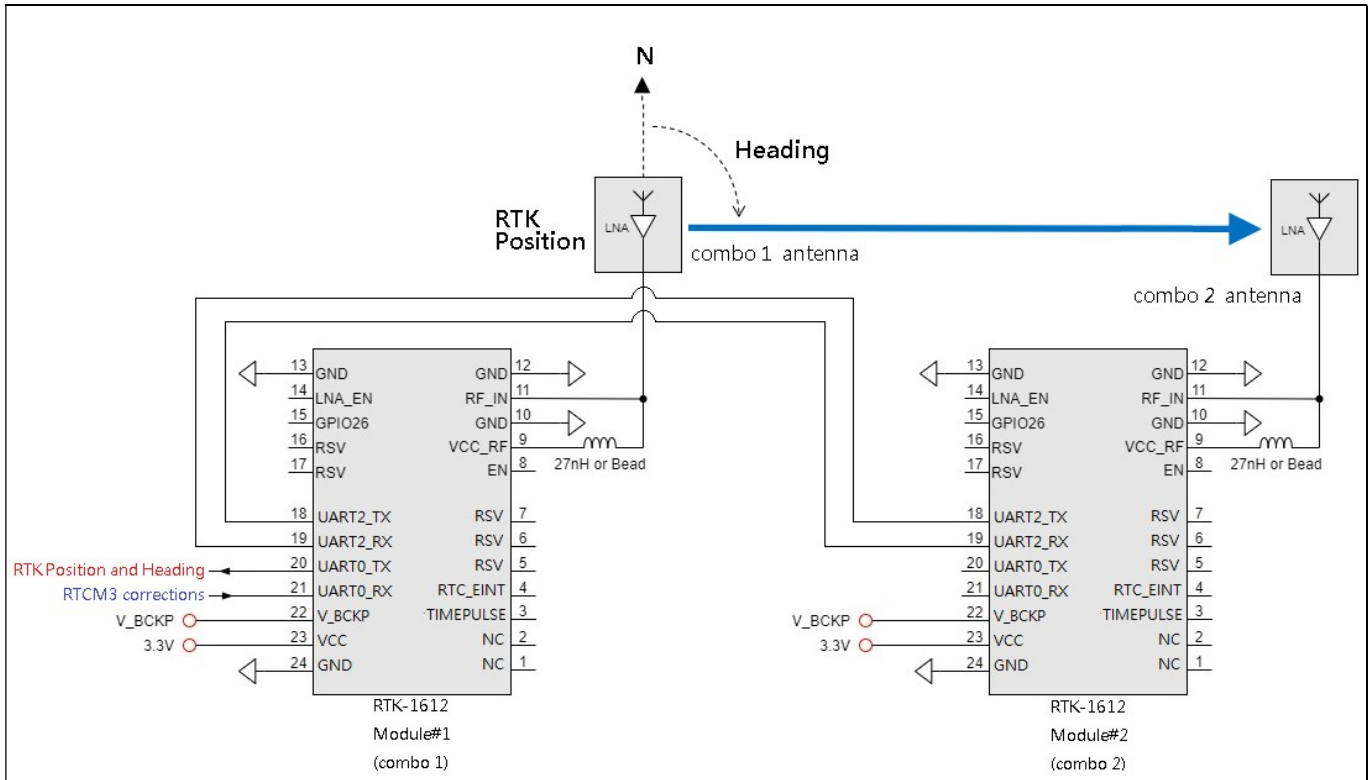 N
Heading
LNA
RTK
Position
combo 1 antenna
LNA
combo 2 antenna
13 GND
14 LNA_EN
15 GPIO26
16 RSV
17 RSV
18 UART2_TX
19 UART2_RX
20 UART0_TX
21 UART0_RX
22 V_BCKP
23 VCC
24 GND
GND 12
RF_IN 11
GND 10
VCC_RF 9
EN 8
RSV 7
RSV 6
RSV 5
RTC_EINT 4
TIMEPULSE 3
NC 2
NC 1
27nH or Bead
RTK Position and Heading
RTCM3 corrections
V_BCKP
3.3V
RTK-1612
Module#1
(combo 1)
13 GND
14 LNA_EN
15 GPIO26
16 RSV
17 RSV
18 UART2_TX
19 UART2_RX
20 UART0_TX
21 UART0_RX
22 V_BCKP
23 VCC
24 GND
GND 12
RF_IN 11
GND 10
VCC_RF 9
EN 8
RSV 7
RSV 6
RSV 5
RTC_EINT 4
TIMEPULSE 3
NC 2
NC 1
27nH or Bead
V_BCKP
3.3V
RTK-1612
Module#2
(combo 2)